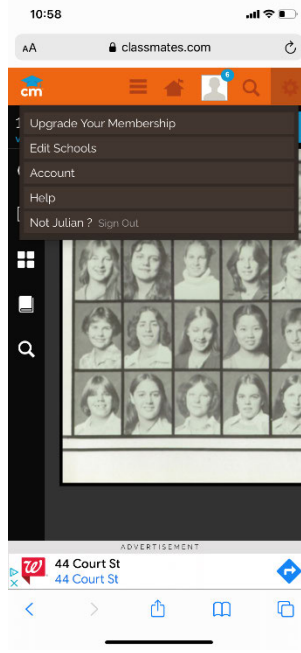 10:58
AA classmates.com
cm
6
Upgrade Your Membership
Edit Schools
Account
Help
Not Julian ? Sign Out
ADVERTISEMENT
44 Court St
44 Court St